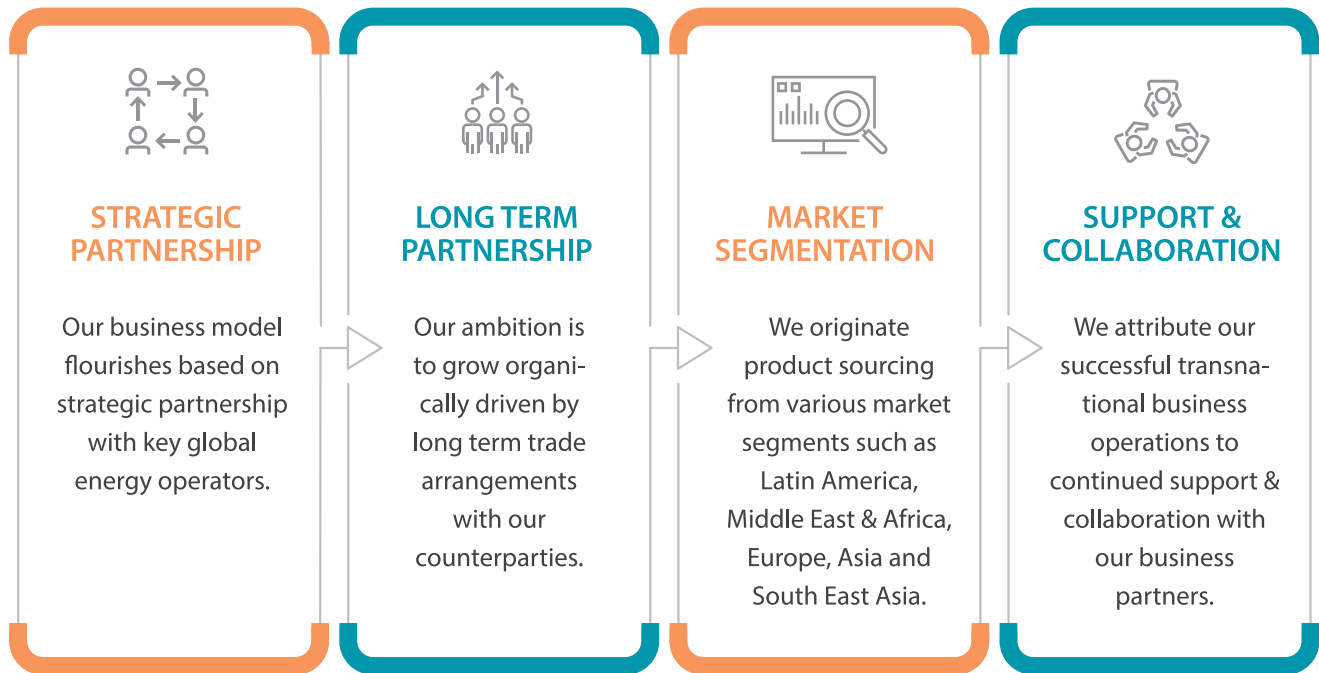 STRATEGIC
PARTNERSHIP
Our business model
flourishes based on
strategic partnership
with key global
energy operators.
LONG TERM
PARTNERSHIP
Our ambition is
to grow organi-
cally driven by
long term trade
arrangements
with our
counterparties.
MARKET
SEGMENTATION
We originate
product sourcing
from various market
segments such as
Latin America,
Middle East & Africa,
Europe, Asia and
South East Asia.
SUPPORT &
COLLABORATION
We attribute our
successful transna-
tional business
operations to
continued support &
collaboration with
our business
partners.